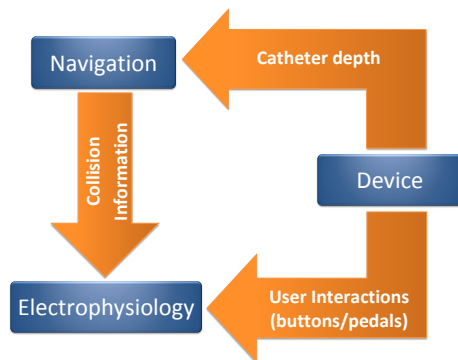 Navigation
Catheter depth
Collision
Information
Device
Electrophysiology
User Interactions
(buttons/pedals)